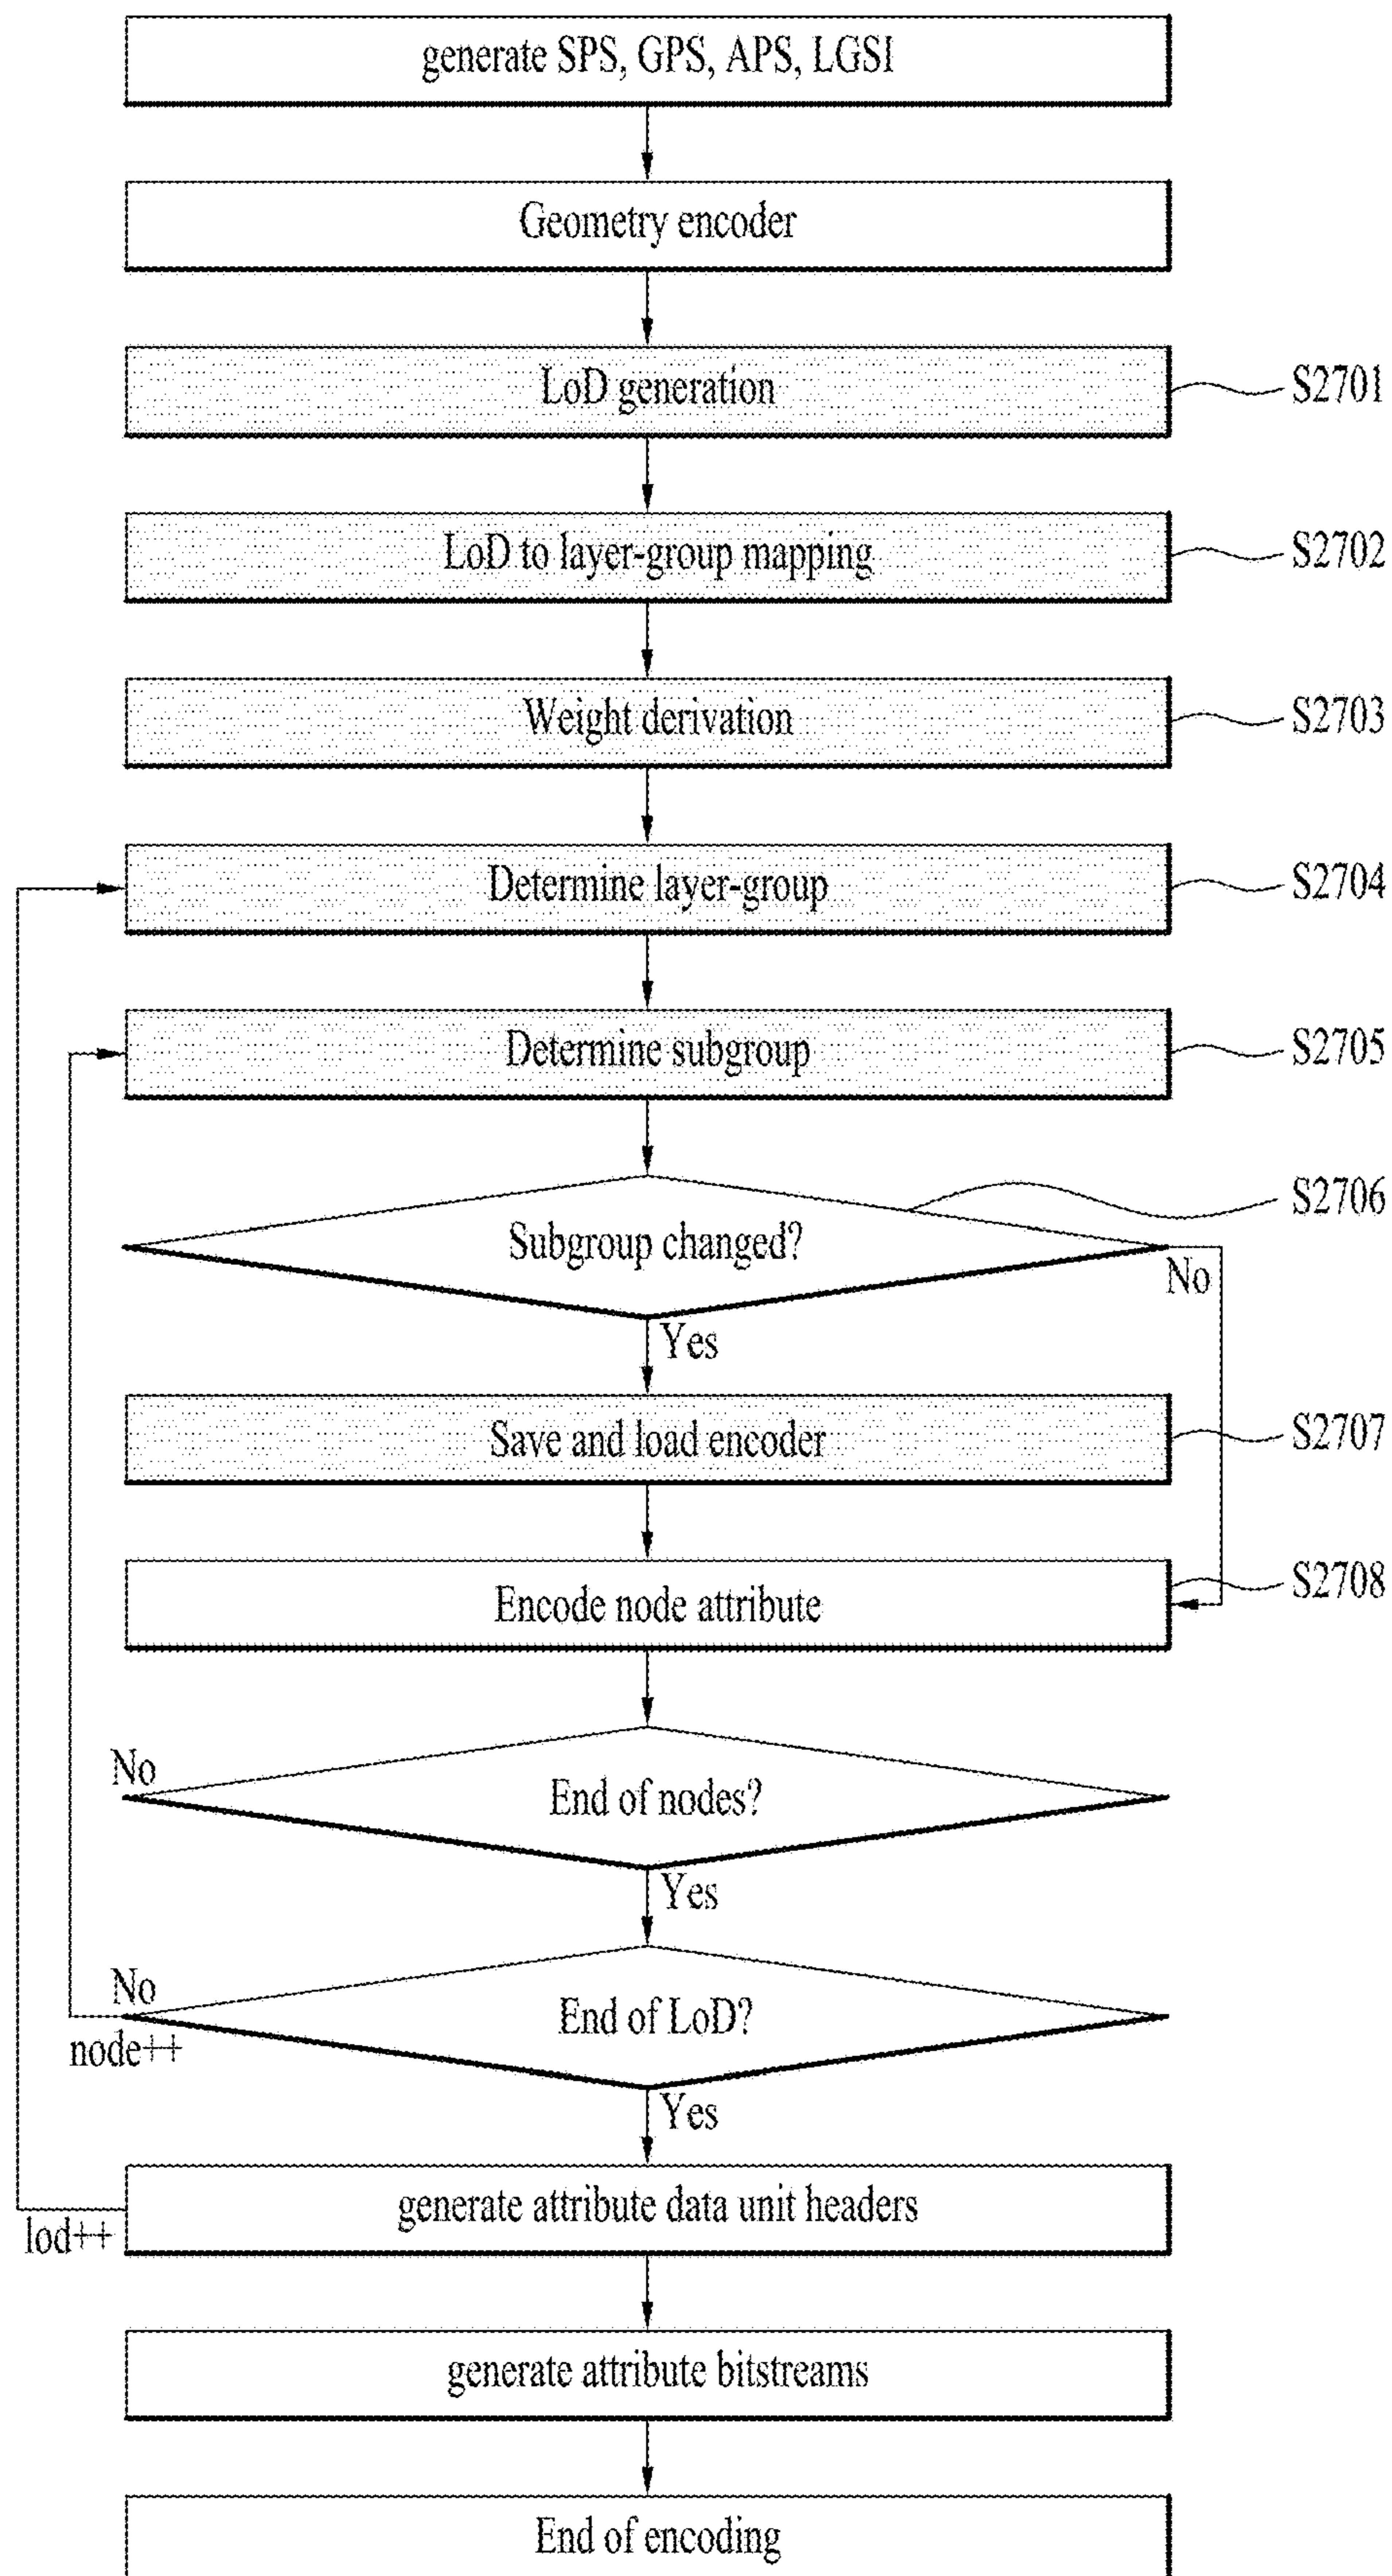 generate SPS, GPS, APS, LGSI
Geometry encoder
LoD generation
S2701
LoD to layer-group mapping
S2702
Weight derivation
S2703
Determine layer-group
S2704
Determine subgroup
S2705
S2706
Subgroup changed?
No
Yes
Save and load encoder
S2707
Encode node attribute
S2708
No
End of nodes?
Yes
No
End of LoD?
node++
Yes
generate attribute data unit headers
lod++
generate attribute bitstreams
End of encoding